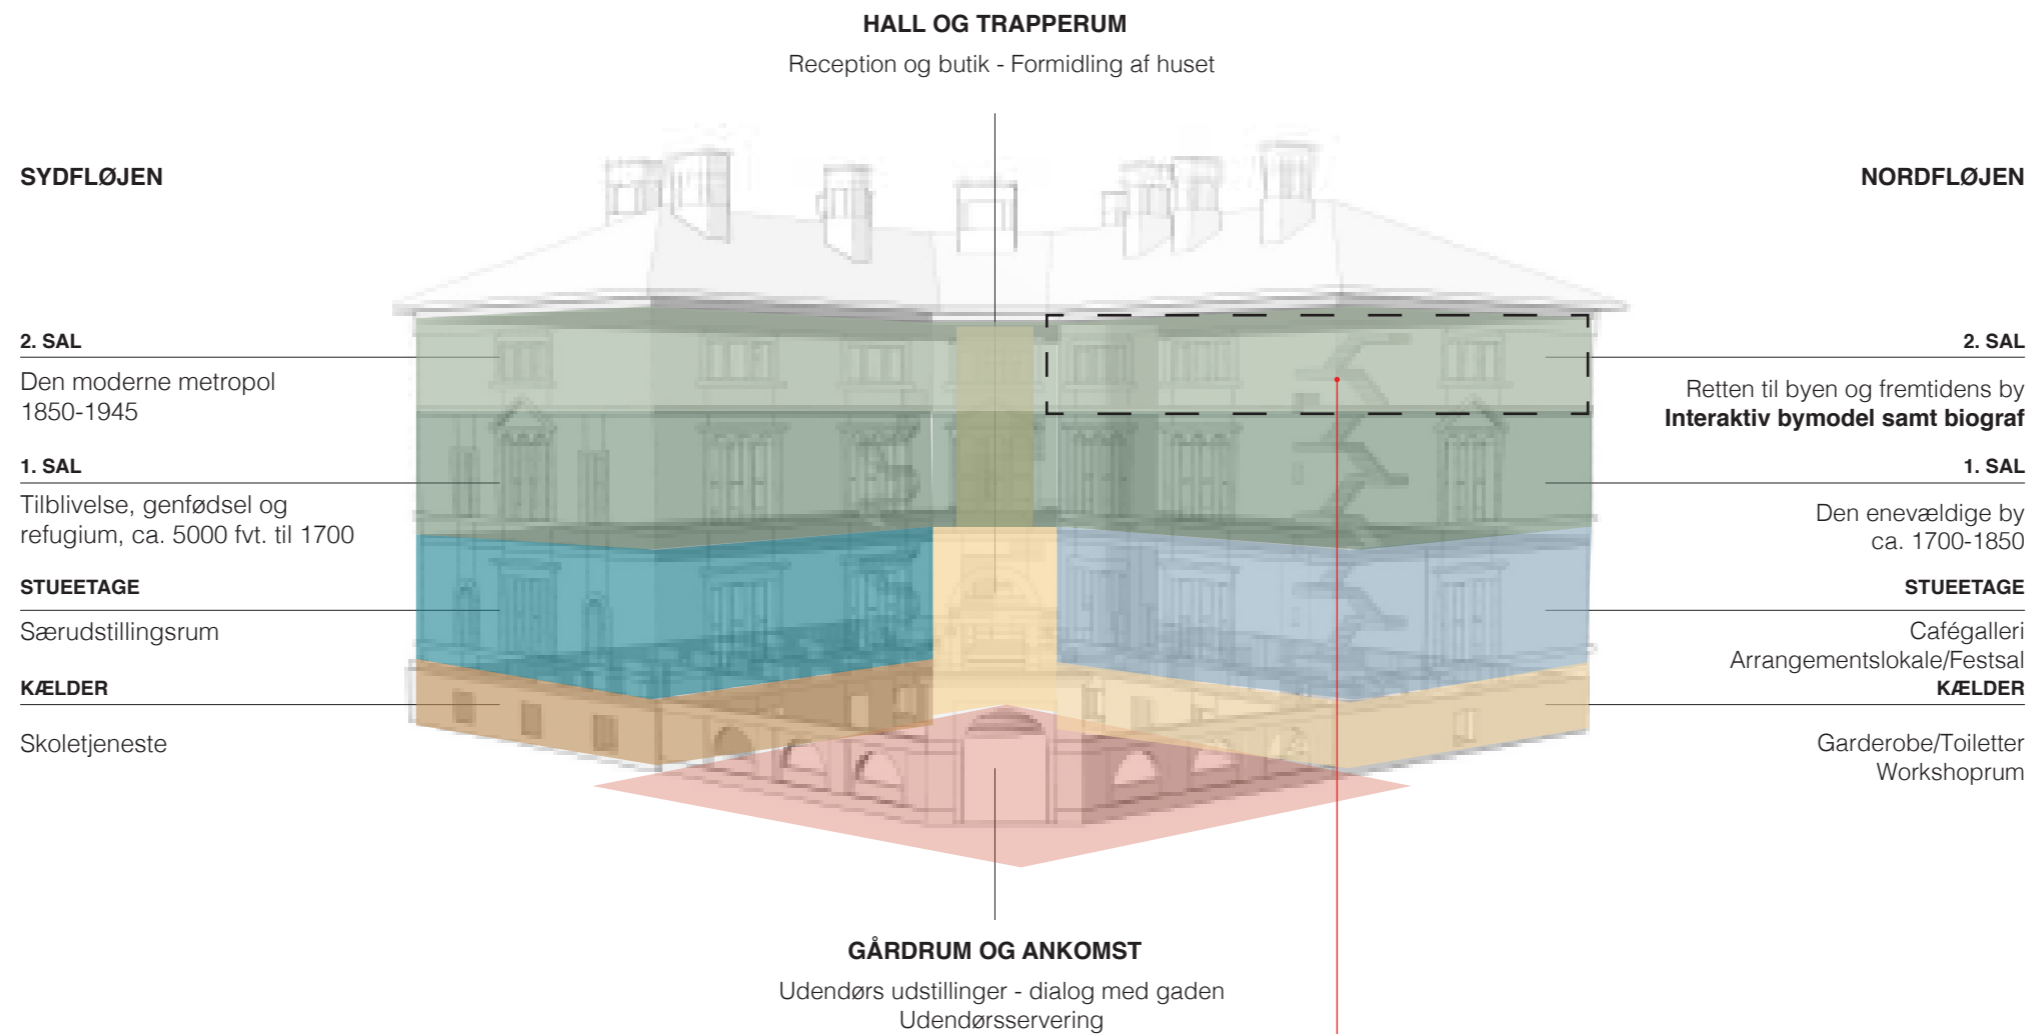 HALL OG TRAPPERUM
Reception og butik - Formidling af huset
SYDFLØJEN
2. SAL
Den moderne metropol
1850-1945
1. SAL
Tilblivelse, genfødsel og
refugium, ca. 5000 fvt. til 1700
STUEETAGE
Særudstillingsrum
KÆLDER
Skoletjeneste
NORDFLØJEN
2. SAL
Retten til byen og fremtidens by
Interaktiv bymodel samt biograf
1. SAL
Den enevældige by
ca. 1700-1850
STUEETAGE
Cafégalleri
Arrangementslokale/Festsal
KÆLDER
Garderobe/Toiletter
Workshoprum
GÅRDRUM OG ANKOMST
Udendørs udstillinger - dialog med gaden
Udendørsservering